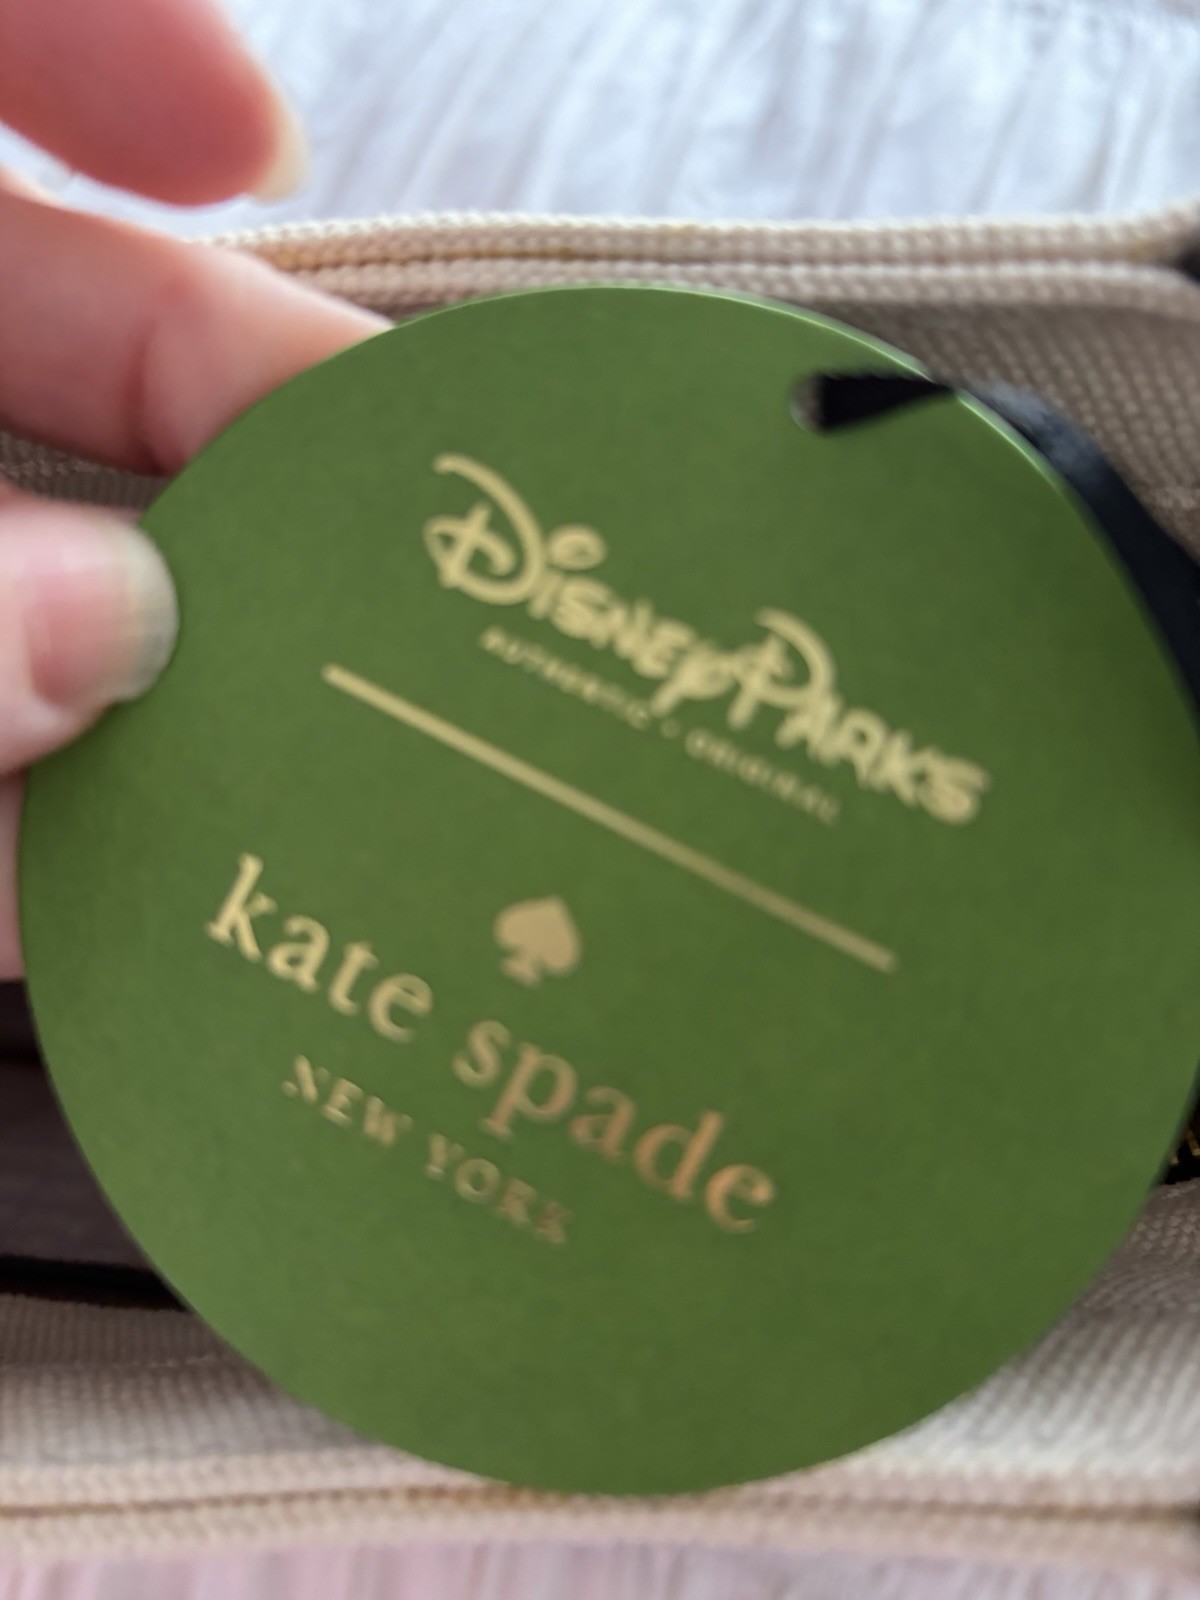 Disney Parks
AUTHENTIC • ORIGINAL
kate spade
NEW YORK